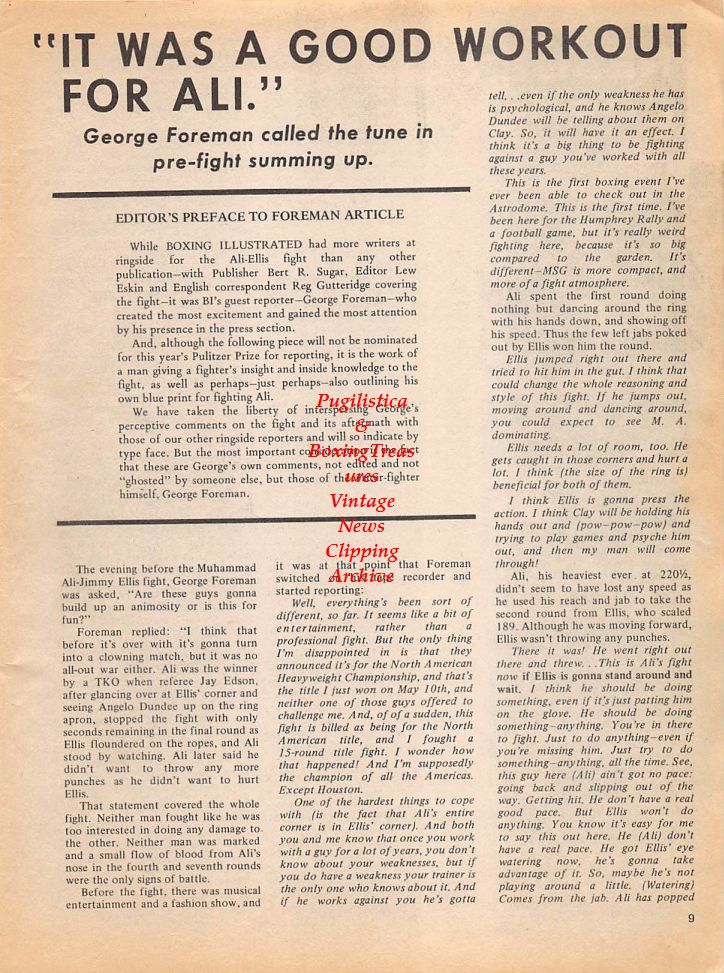 "IT WAS A GOOD WORKOUT
FOR ALI."
George Foreman called the tune in
pre-fight summing up.
EDITOR'S PREFACE TO FOREMAN ARTICLE
While BOXING ILLUSTRATED had more writers at
ringside for the Ali-Ellis fight than any other
publication—with Publisher Bert R. Sugar, Editor Lew
Eskin and English correspondent Reg Gutteridge covering
the fight—it was BI's guest reporter—George Foreman—who
created the most excitement and gained the most attention
by his presence in the press section.
And, although the following piece will not be nominated
for this year's Pulitzer Prize for reporting, it is the work of
a man giving a fighter's insight and inside knowledge to the
fight, as well as perhaps—just perhaps—also outlining his
own blue print for fighting Ali.
We have taken the liberty of interspersing George's
perceptive comments on the fight and its aftermath with
those of our other ringside reporters and will so indicate by
type face. But the most important is the fact
that these are George's own comments, not edited and not
"ghosted" by someone else, but those of the
himself, George Foreman.
Pugilistica
&
BoxingTreas
ures
Vintage
News
Clipping
Archive
The evening before the Muhammad
Ali-Jimmy Ellis fight, George Foreman
was asked, "Are these guys gonna
build up an animosity or is this for
fun?"
Foreman replied: "I think that
before it's over with it's gonna turn
into a clowning match, but it was no
all-out war either. Ali was the winner
by a TKO when referee Jay Edson,
after glancing over at Ellis' corner and
seeing Angelo Dundee up on the ring
apron, stopped the fight with only
seconds remaining in the final round as
Ellis floundered on the ropes, and Ali
stood by watching. Ali later said he
didn't want to throw any more
punches as he didn't want to hurt
Ellis.
That statement covered the whole
fight. Neither man fought like he was
too interested in doing any damage to
the other. Neither man was marked
and a small flow of blood from Ali's
nose in the fourth and seventh rounds
were the only signs of battle.
Before the fight, there was musical
entertainment and a fashion show, and
it was at that point that Foreman
switched on his tape recorder and
started reporting:
Well, everything's been sort of
different, so far. It seems like a bit of
entertainment, rather than a
professional fight. But the only thing
I'm disappointed in is that they
announced it's for the North American
Heavyweight Championship, and that's
the title I just won on May 10th, and
neither one of those guys offered to
challenge me. And, of of a sudden, this
fight is billed as being for the North
American title, and I fought a
15-round title fight. I wonder how
that happened! And I'm supposedly
the champion of all the Americas.
Except Houston.
One of the hardest things to cope
with (is the fact that Ali's entire
corner is in Ellis' corner). And both
you and me know that once you work
with a guy for a lot of years, you don't
know about your weaknesses, but if
you do have a weakness your trainer is
the only one who knows about it. And
if he works against you he's gotta
tell. . .even if the only weakness he has
is psychological, and he knows Angelo
Dundee will be telling about them on
Clay. So, it will have it an effect. I
think it's a big thing to be fighting
against a guy you've worked with all
these years.
This is the first boxing event I've
ever been able to check out in the
Astrodome. This is the first time. I've
been here for the Humphrey Rally and
a football game, but it's really weird
fighting here, because it's so big
compared to the garden. It's
different—MSG is more compact, and
more of a fight atmosphere.
Ali spent the first round doing
nothing but dancing around the ring
with his hands down, and showing off
his speed. Thus the few left jabs poked
out by Ellis won him the round.
Ellis jumped right out there and
tried to hit him in the gut. I think that
could change the whole reasoning and
style of this fight. If he jumps out,
moving around and dancing around,
you could expect to see M. A.
dominating.
Ellis needs a lot of room, too. He
gets caught in those corners and hurt a
lot. I think (the size of the ring is)
beneficial for both of them.
I think Ellis is gonna press the
action. I think Clay will be holding his
hands out and (pow—pow—pow) and
trying to play games and psyche him
out, and then my man will come
through!
Ali, his heaviest ever at 220½,
didn't seem to have lost any speed as
he used his reach and jab to take the
second round from Ellis, who scaled
189. Although he was moving forward,
Ellis wasn't throwing any punches.
There it was! He went right out
there and threw. . .This is Ali's fight
now if Ellis is gonna stand around and
wait. I think he should be doing
something, even if it's just patting him
on the glove. He should be doing
something—anything. You're in there
to fight. Just to do anything—even if
you're missing him. Just try to do
something—anything, all the time. See,
this guy here (Ali) ain't got no pace:
going back and slipping out of the
way. Getting hit. He don't have a real
good pace. But Ellis won't do
anything. You know it's easy for me
to say this out here. He (Ali) don't
have a real pace. He got Ellis' eye
watering now, he's gonna take
advantage of it. So, maybe he's not
playing around a little. (Watering)
Comes from the jab. Ali has popped
9